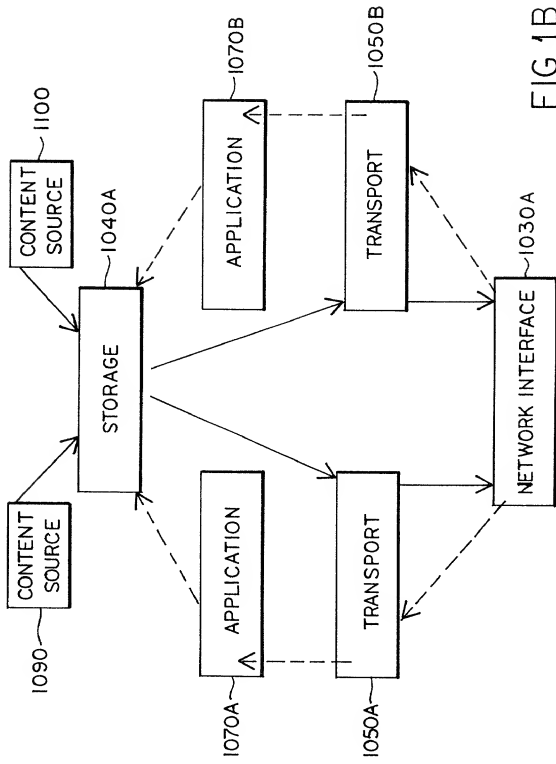 1090
CONTENT
SOURCE
CONTENT
SOURCE
1100
STORAGE
1040A
1070A
APPLICATION
APPLICATION
1070B
1050A
TRANSPORT
TRANSPORT
1050B
NETWORK INTERFACE
1030A
FIG 1B